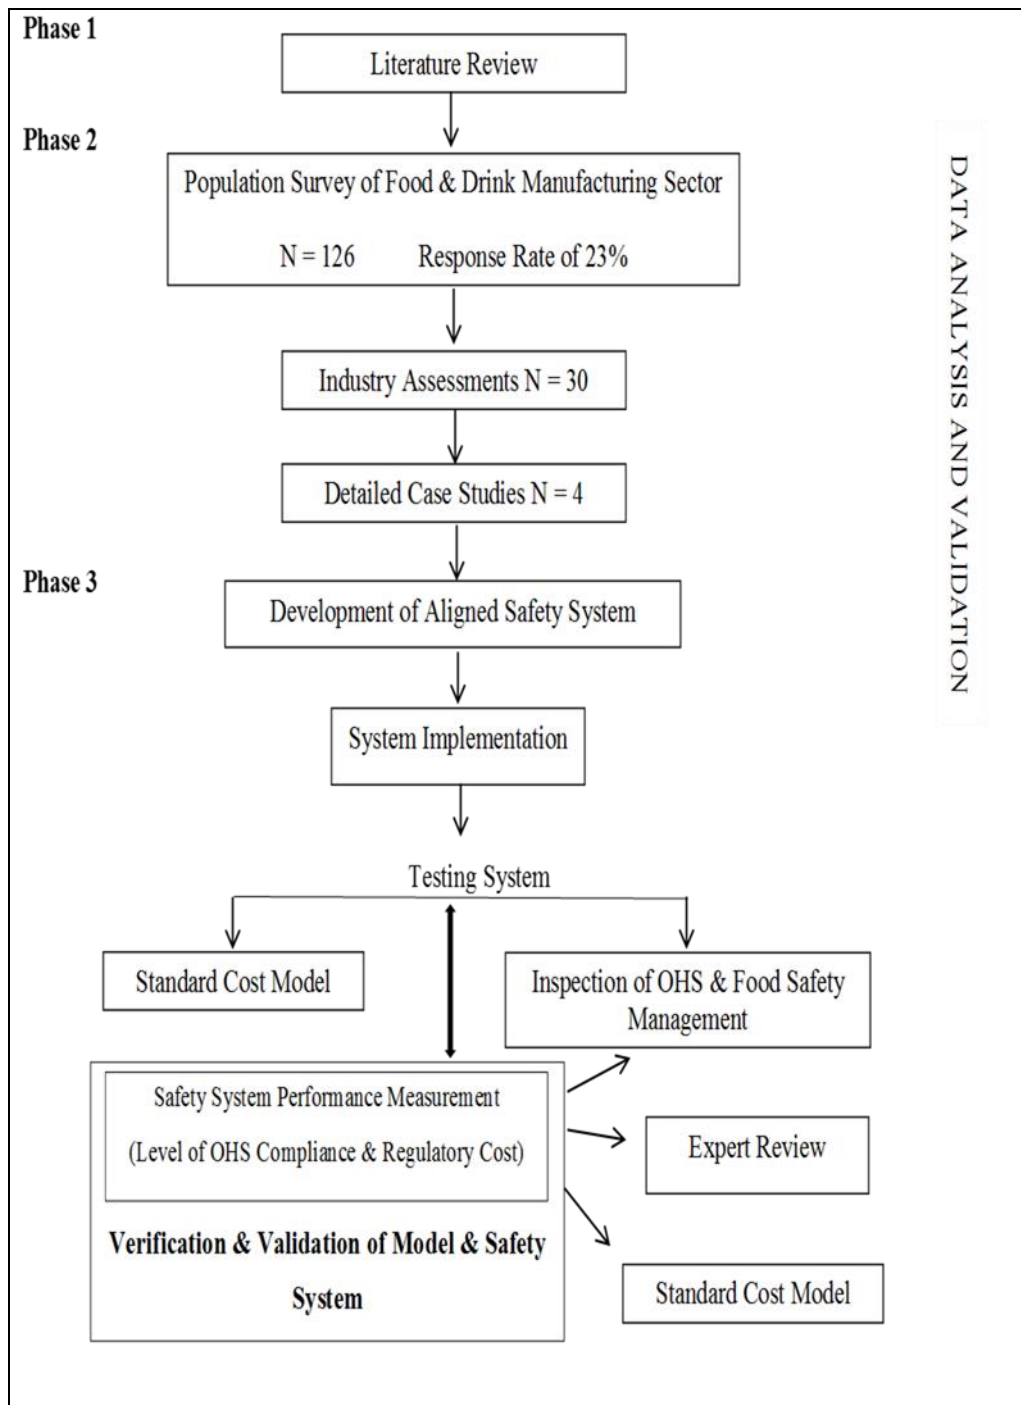 Phase 1
Literature Review
Phase 2
Population Survey of Food & Drink Manufacturing Sector
N = 126 Response Rate of 23%
Industry Assessments N = 30
Detailed Case Studies N = 4
Phase 3
Development of Aligned Safety System
System Implementation
Testing System
Standard Cost Model
Inspection of OHS & Food Safety
Management
Safety System Performance Measurement
(Level of OHS Compliance & Regulatory Cost)
Verification & Validation of Model & Safety
System
Expert Review
Standard Cost Model
DATA ANALYSIS AND VALIDATION